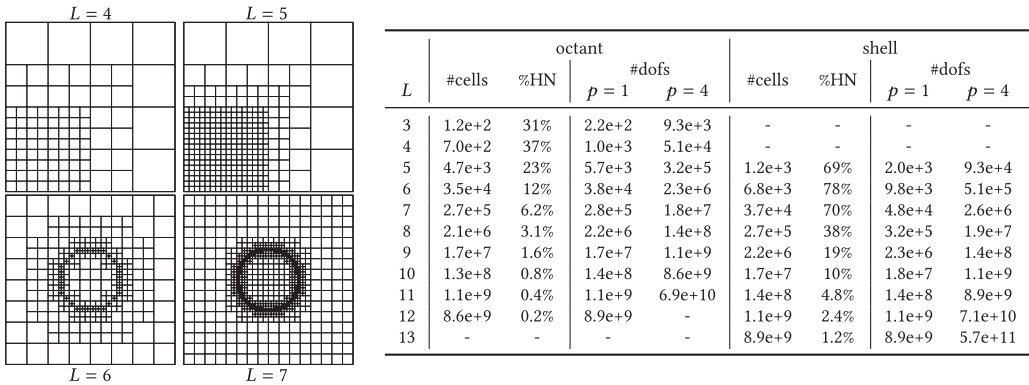 L = 4 L = 5
L = 6 L = 7
octant shell
#cells %HN #dofs #cells %HN #dofs
L p = 1 p = 4 p = 1 p = 4
3 1.2e+2 31% 2.2e+2 9.3e+3 - - - -
4 7.0e+2 37% 1.0e+3 5.1e+4 - - - -
5 4.7e+3 23% 5.7e+3 3.2e+5 1.2e+3 69% 2.0e+3 9.3e+4
6 3.5e+4 12% 3.8e+4 2.3e+6 6.8e+3 78% 9.8e+3 5.1e+5
7 2.7e+5 6.2% 2.8e+5 1.8e+7 3.7e+4 70% 4.8e+4 2.6e+6
8 2.1e+6 3.1% 2.2e+6 1.4e+8 2.7e+5 38% 3.2e+5 1.9e+7
9 1.7e+7 1.6% 1.7e+7 1.1e+9 2.2e+6 19% 2.3e+6 1.4e+8
10 1.3e+8 0.8% 1.4e+8 8.6e+9 1.7e+7 10% 1.8e+7 1.1e+9
11 1.1e+9 0.4% 1.1e+9 6.9e+10 1.4e+8 4.8% 1.4e+8 8.9e+9
12 8.6e+9 0.2% 8.9e+9 - 1.1e+9 2.4% 1.1e+9 7.1e+10
13 - - - - 8.9e+9 1.2% 8.9e+9 5.7e+11